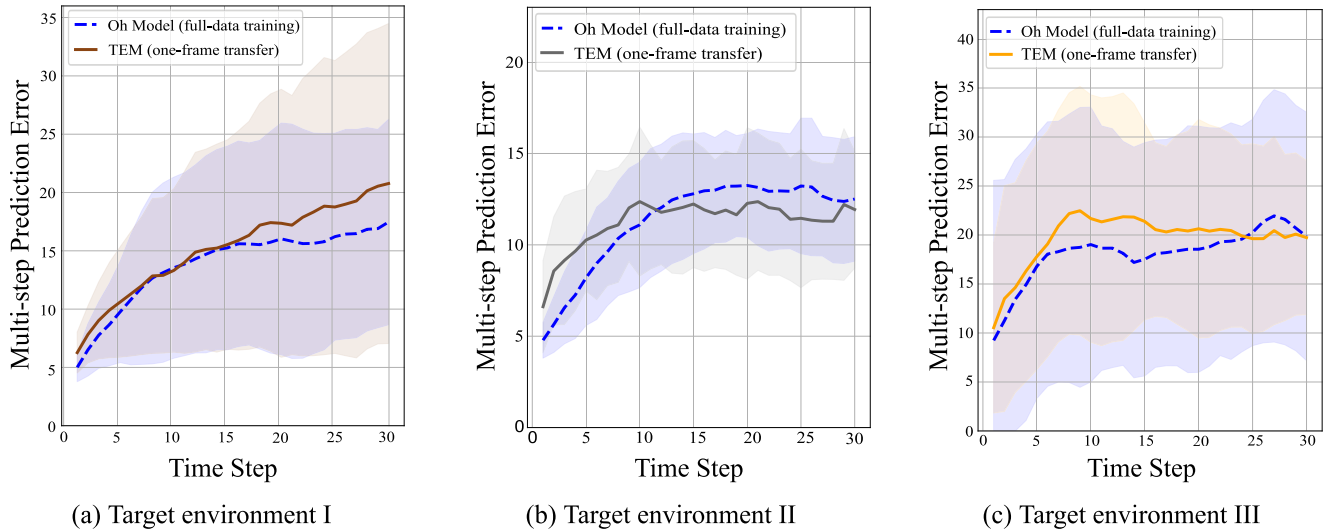 Oh Model (full-data training)
TEM (one-frame transfer)
Multi-step Prediction Error
35
30
25
20
15
10
5
0
0 5 10 15 20 25 30
Time Step
(a) Target environment I
Oh Model (full-data training)
TEM (one-frame transfer)
Multi-step Prediction Error
20
15
10
5
0
0 5 10 15 20 25 30
Time Step
(b) Target environment II
Oh Model (full-data training)
TEM (one-frame transfer)
Multi-step Prediction Error
40
35
30
25
20
15
10
5
0
0 5 10 15 20 25 30
Time Step
(c) Target environment III